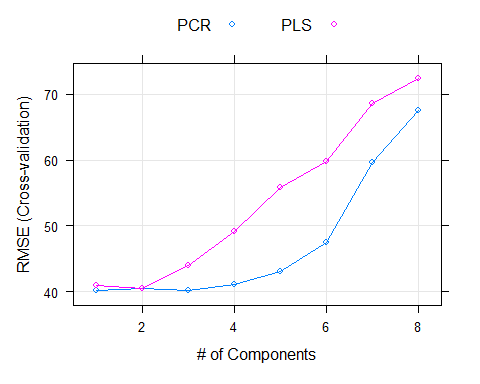 PCR PLS
70
60
50
40
RMSE (Cross-validation)
2 4 6 8
# of Components